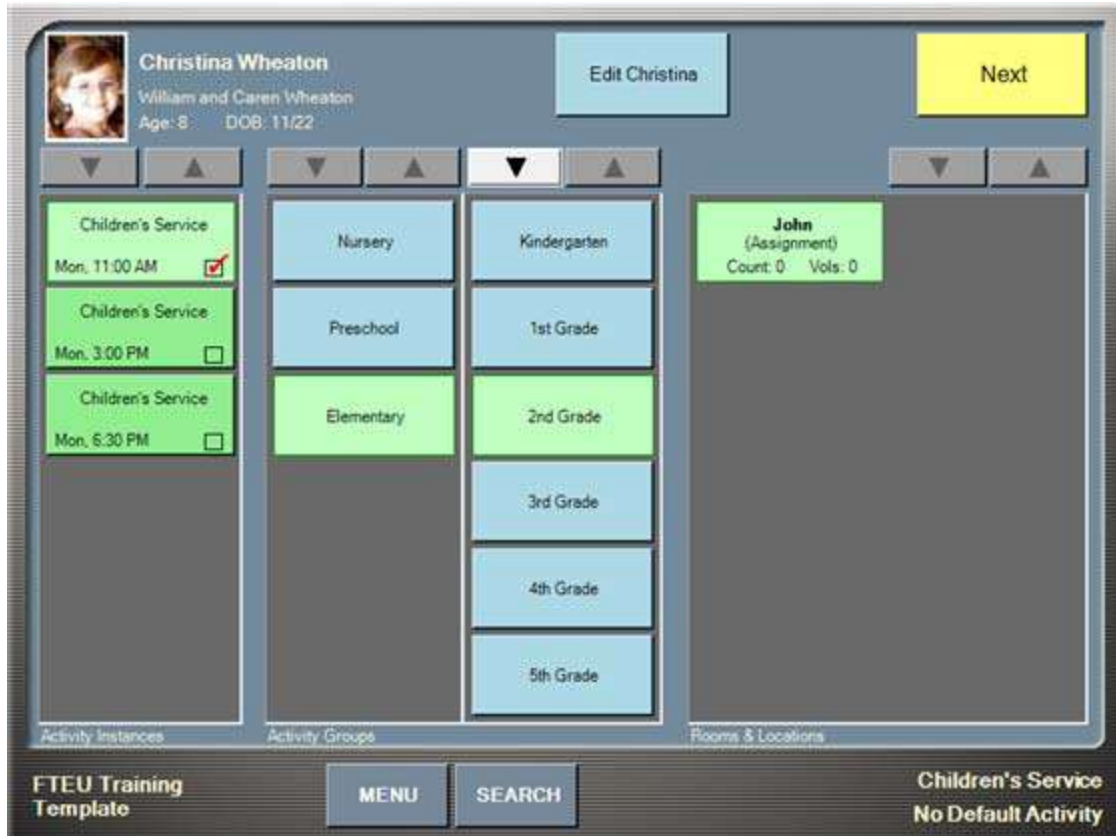 Christina Wheaton
William and Caren Wheaton
Age: 8 DOB: 11/22
Edit Christina
Next
Children's Service
Mon, 11:00 AM
Children's Service
Mon, 3:00 PM
Children's Service
Mon, 6:30 PM
Activity Instances
Nursery
Preschool
Elementary
Kindergarten
1st Grade
2nd Grade
3rd Grade
4th Grade
5th Grade
Activity Groups
John
(Assignment)
Count: 0 Vols: 0
Rooms & Locations
FTEU Training
Template
MENU
SEARCH
Children's Service
No Default Activity